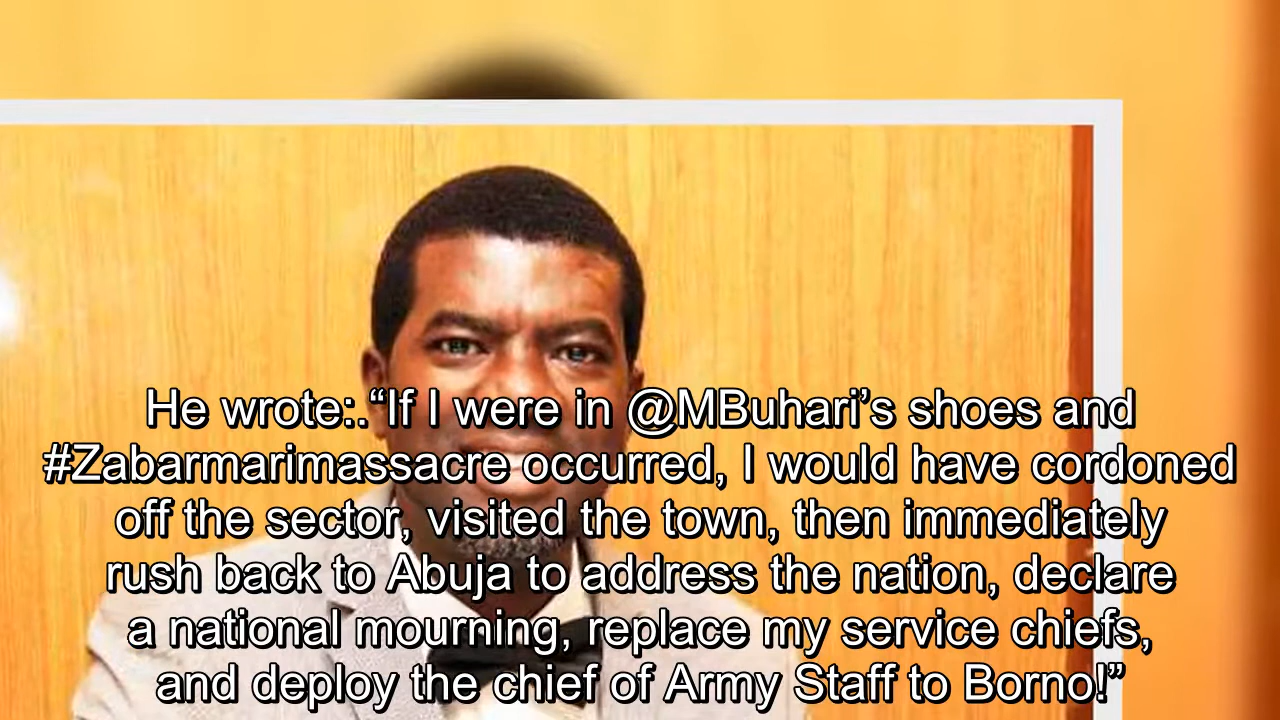 He wrote:.“If I were in @MBuhari’s shoes and
#Zabarmarimassacre occurred, I would have cordoned
off the sector, visited the town, then immediately
rush back to Abuja to address the nation, declare
a national mourning, replace my service chiefs,
and deploy the chief of Army Staff to Borno!”